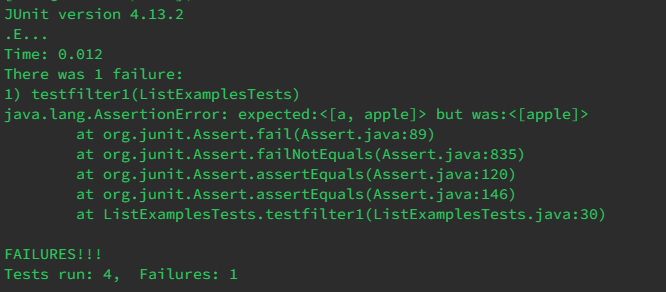 JUnit version 4.13.2
.E...
Time: 0.012
There was 1 failure:
1) testfilter1(ListExamplesTests)
java.lang.AssertionError: expected:<[a, apple]> but was:<[apple]>
        at org.junit.Assert.fail(Assert.java:89)
        at org.junit.Assert.failNotEquals(Assert.java:835)
        at org.junit.Assert.assertEquals(Assert.java:120)
        at org.junit.Assert.assertEquals(Assert.java:146)
        at ListExamplesTests.testfilter1(ListExamplesTests.java:30)

FAILURES!!!
Tests run: 4,  Failures: 1